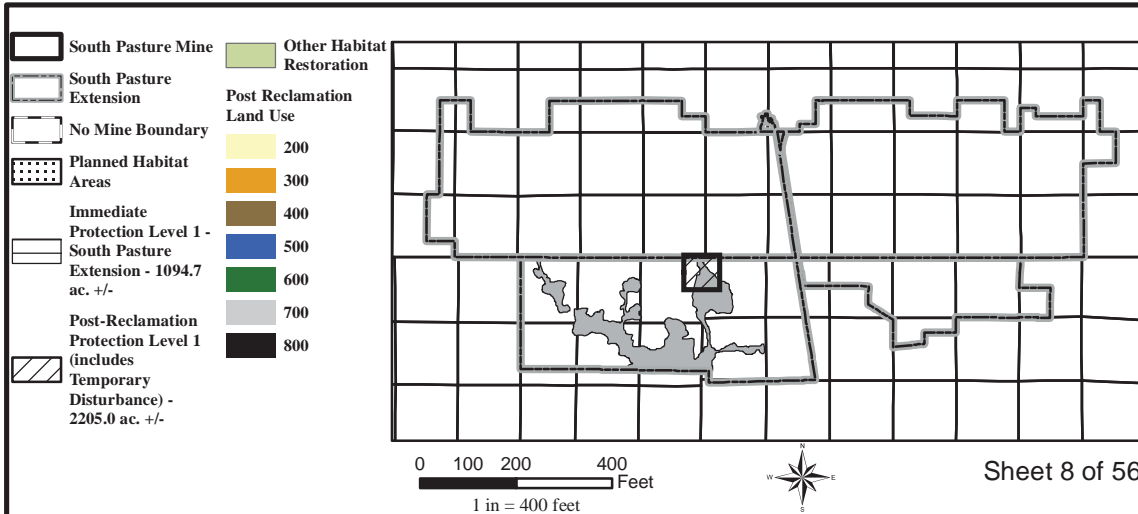 South Pasture Mine
South Pasture
Extension
No Mine Boundary
Planned Habitat
Areas
Immediate
Protection Level 1 -
South Pasture
Extension - 1094.7
ac. +/-
Post-Reclamation
Protection Level 1
(includes
Temporary
Disturbance) -
2205.0 ac. +/-
Other Habitat
Restoration
Post Reclamation
Land Use
200
300
400
500
600
700
800
0 100 200 400
Feet
1 in = 400 feet
N
W E
S
Sheet 8 of 56